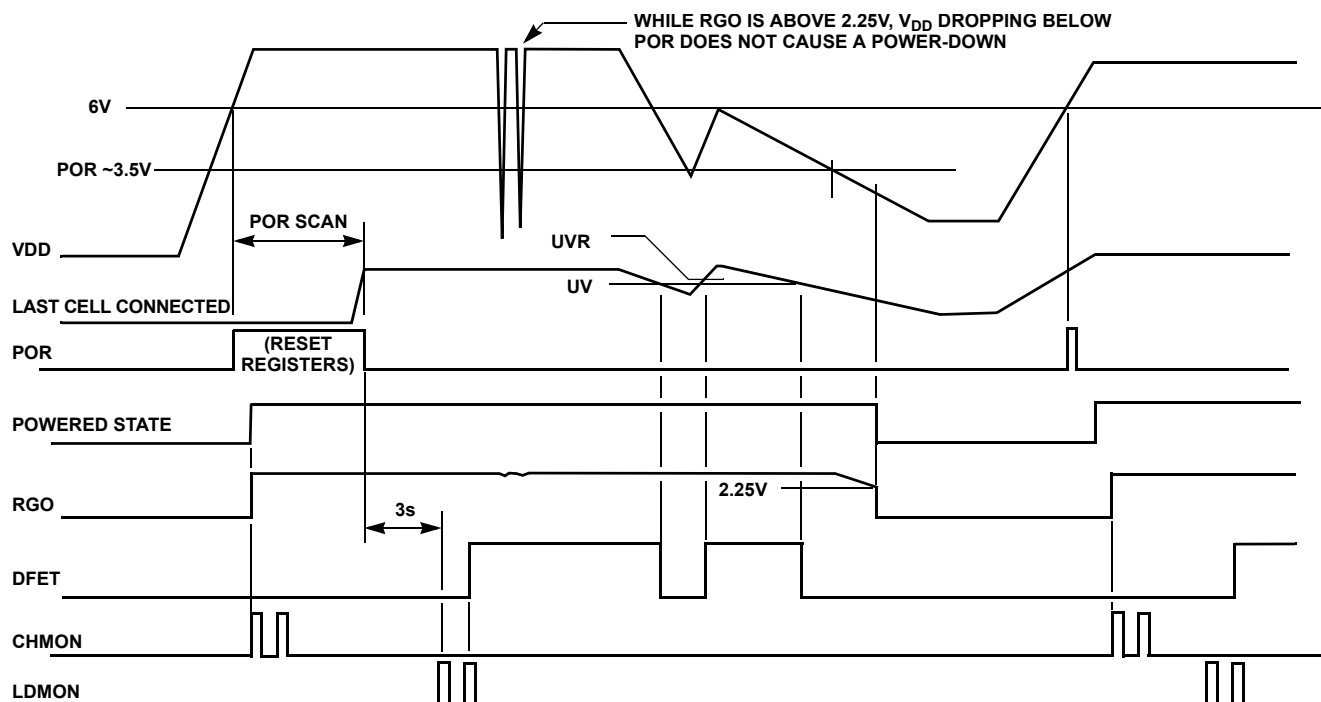 WHILE RGO IS ABOVE 2.25V, VDD DROPPING BELOW
POR DOES NOT CAUSE A POWER-DOWN
6V
POR ~3.5V
POR SCAN
VDD
UVR
UV
LAST CELL CONNECTED
POR
(RESET
REGISTERS)
POWERED STATE
2.25V
RGO
3s
DFET
CHMON
LDMON